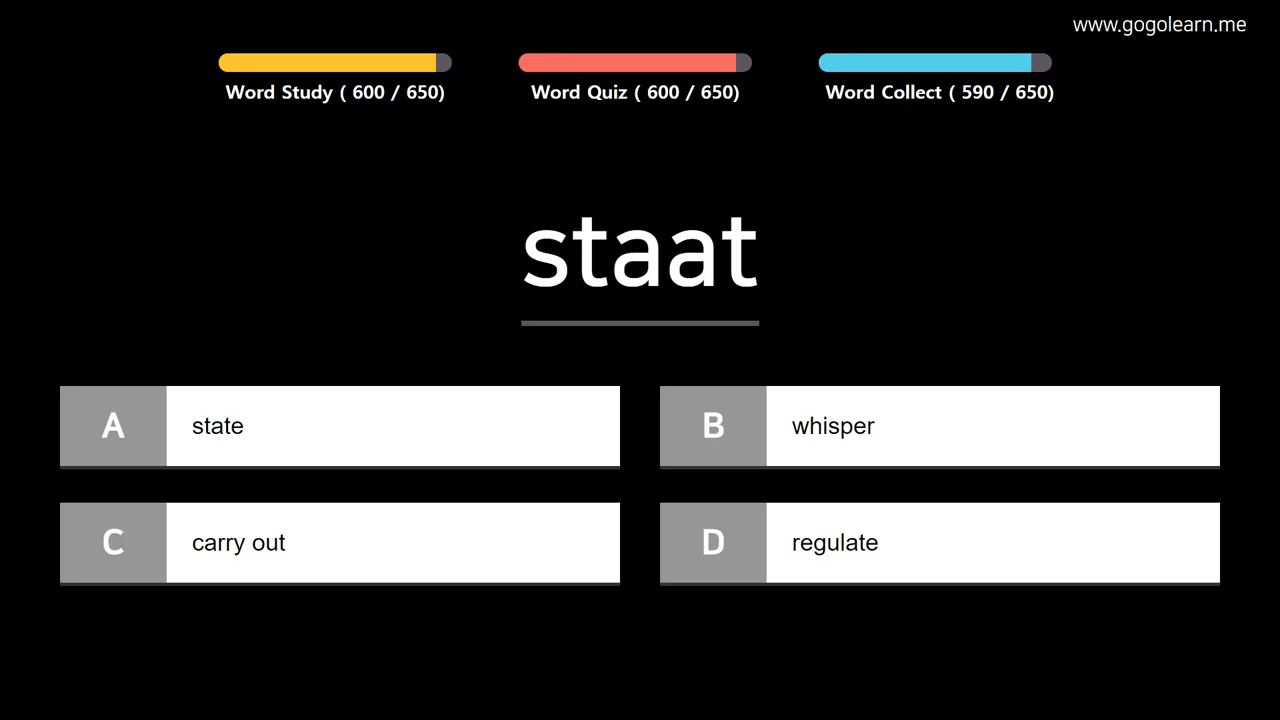 www.gogolearn.me
Word Study ( 600 / 650)
Word Quiz ( 600 / 650)
Word Collect ( 590 / 650)
staat
A state
B whisper
C carry out
D regulate